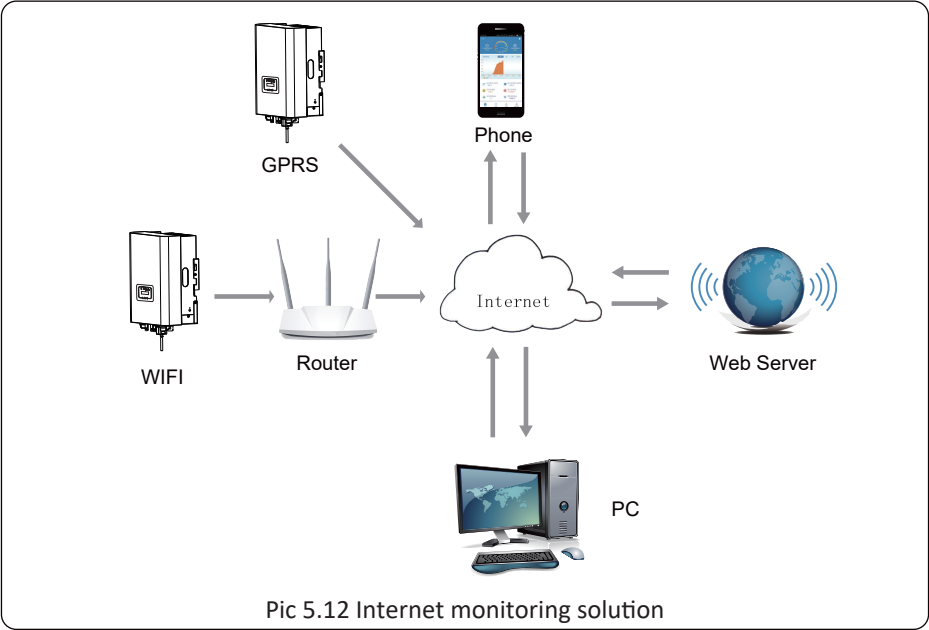 Phone
GPRS
Internet
WIFI
Router
Web Server
PC
Pic 5.12 Internet monitoring solution